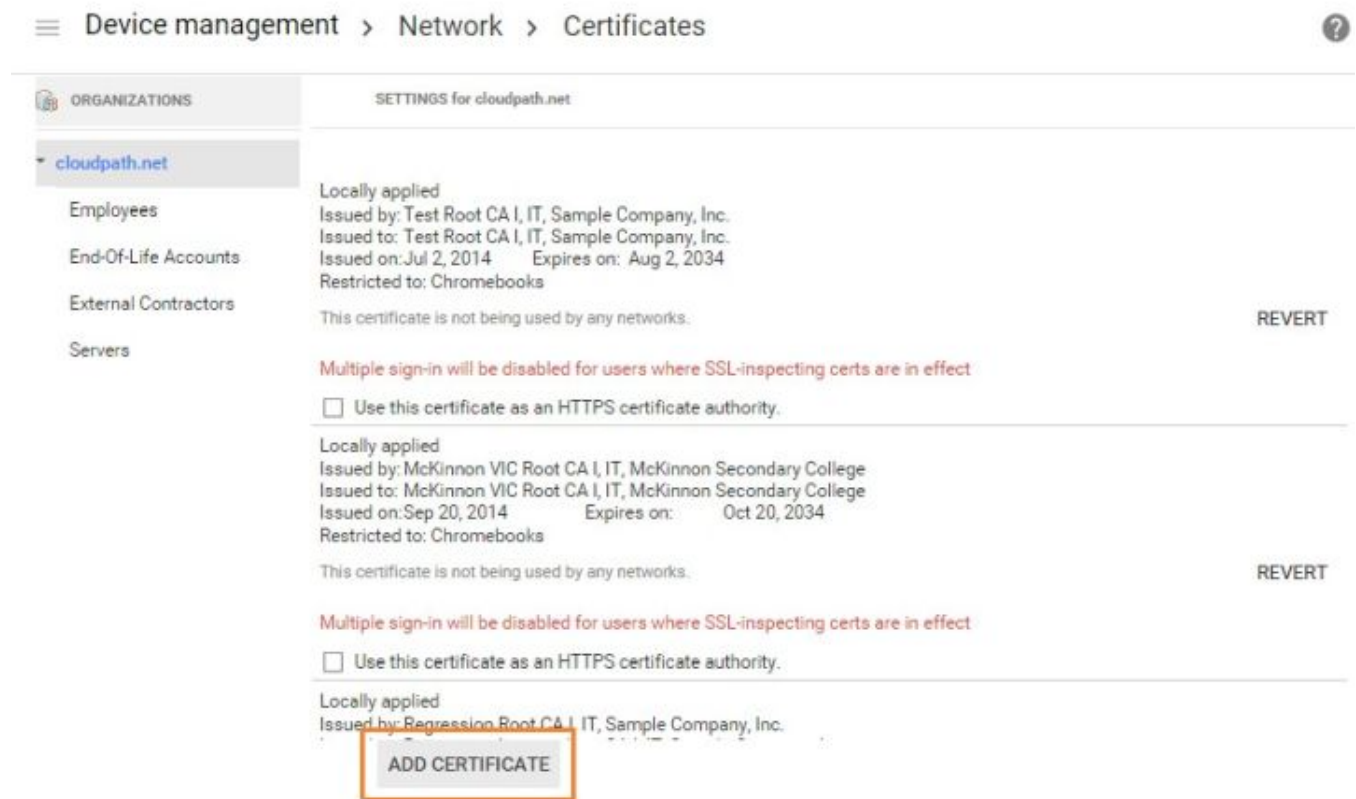 Device management > Network > Certificates
ORGANIZATIONS
SETTINGS for cloudpath.net
cloudpath.net
Employees
End-Of-Life Accounts
External Contractors
Servers
Locally applied
Issued by: Test Root CA I, IT, Sample Company, Inc.
Issued to: Test Root CA I, IT, Sample Company, Inc.
Issued on: Jul 2, 2014 Expires on: Aug 2, 2034
Restricted to: Chromebooks
This certificate is not being used by any networks.
REVERT
Multiple sign-in will be disabled for users where SSL-inspecting certs are in effect
Use this certificate as an HTTPS certificate authority.
Locally applied
Issued by: McKinnon VIC Root CA I, IT, McKinnon Secondary College
Issued to: McKinnon VIC Root CA I, IT, McKinnon Secondary College
Issued on: Sep 20, 2014 Expires on: Oct 20, 2034
Restricted to: Chromebooks
This certificate is not being used by any networks.
REVERT
Multiple sign-in will be disabled for users where SSL-inspecting certs are in effect
Use this certificate as an HTTPS certificate authority.
Locally applied
Issued by: Regression Root CA I, IT, Sample Company, Inc.
ADD CERTIFICATE